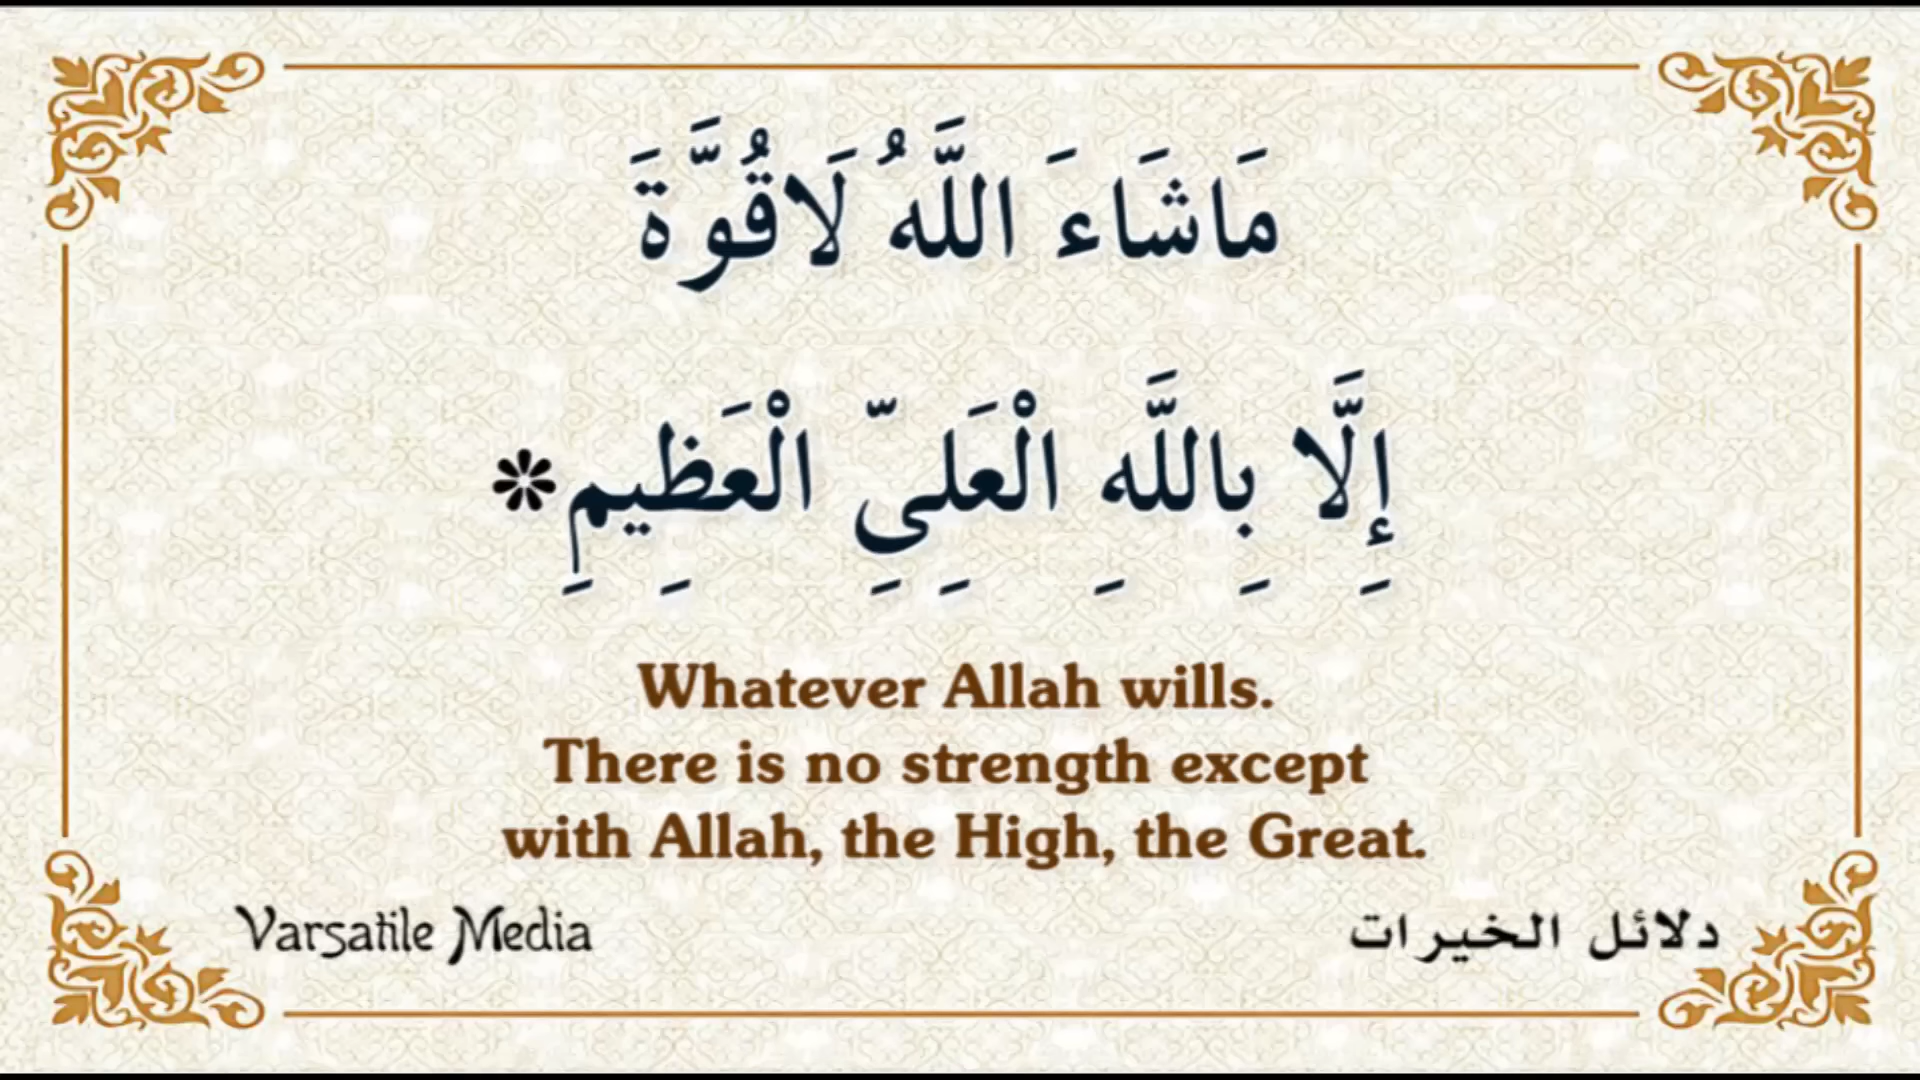 مَاشَاءَ اللَّهُ لَاقُوَّةَ
إِلَّا بِاللَّهِ الْعَلِىِّ الْعَظِيمِ❇
Whatever Allah wills.
There is no strength except
with Allah, the High, the Great.
Varsatile Media
دلائل الخيرات